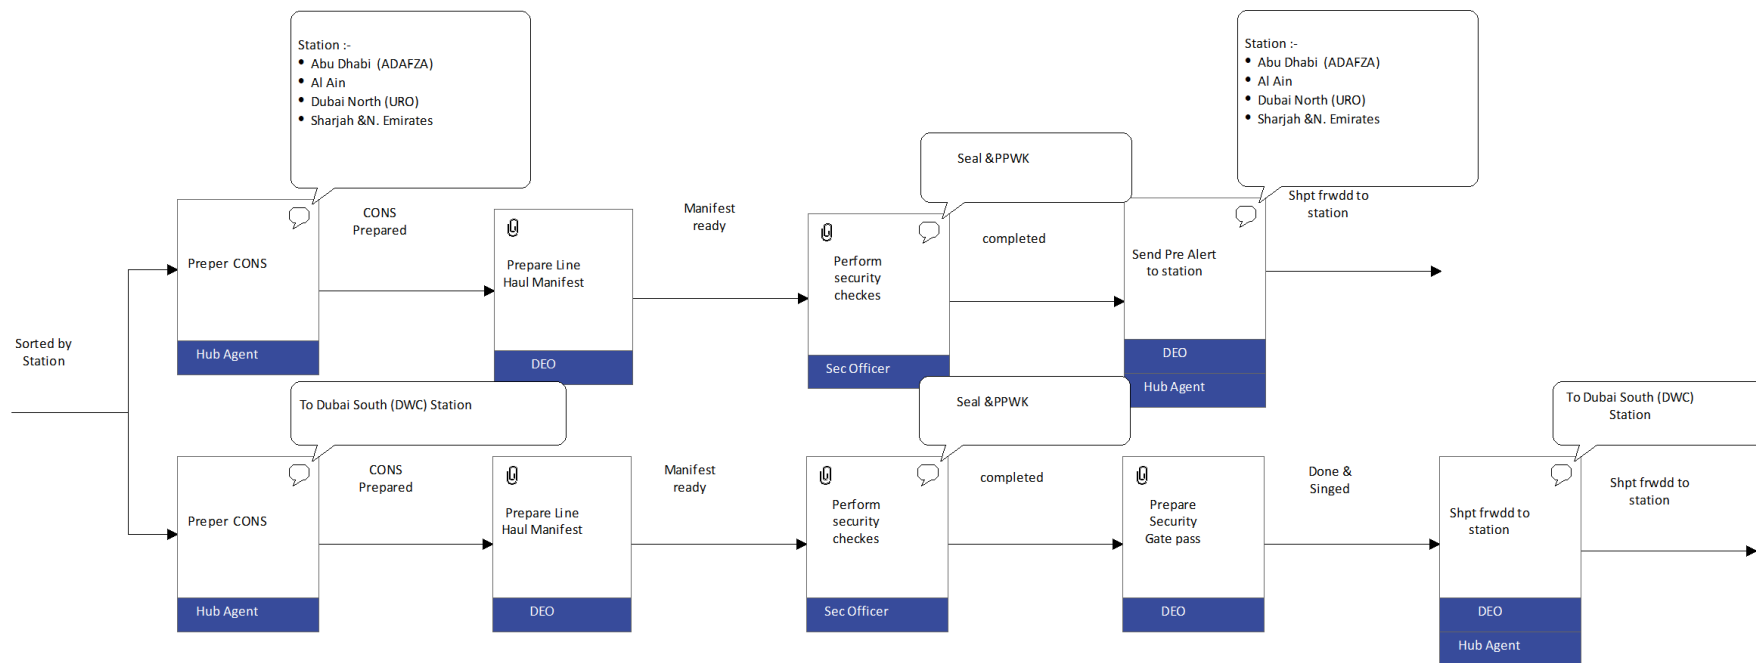 Station :-
• Abu Dhabi (ADAFZA)
• Al Ain
• Dubai North (URO)
• Sharjah &N. Emirates
Station :-
• Abu Dhabi (ADAFZA)
• Al Ain
• Dubai North (URO)
• Sharjah &N. Emirates
Seal &PPWK
Sorted by
Station
Preper CONS
Hub Agent
CONS
Prepared
Prepare Line
Haul Manifest
DEO
Manifest
ready
Perform
security
checkes
Sec Officer
completed
Send Pre Alert
to station
DEO
Hub Agent
Shpt frwdd to
station
To Dubai South (DWC) Station
Seal &PPWK
To Dubai South (DWC)
Station
Preper CONS
Hub Agent
CONS
Prepared
Prepare Line
Haul Manifest
DEO
Manifest
ready
Perform
security
checkes
Sec Officer
completed
Prepare
Security
Gate pass
DEO
Done &
Singed
Shpt frwdd to
station
DEO
Hub Agent
Shpt frwdd to
station